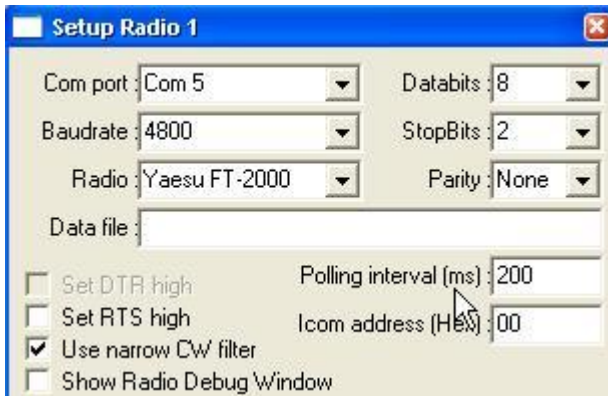 Setup Radio 1
Com port : Com 5 Databits : 8
Baudrate : 4800 StopBits : 2
Radio : Yaesu FT-2000 Parity : None
Data file :
Set DTR high Polling interval (ms) : 200
Set RTS high Icom address (Hex) : 00
Use narrow CW filter
Show Radio Debug Window